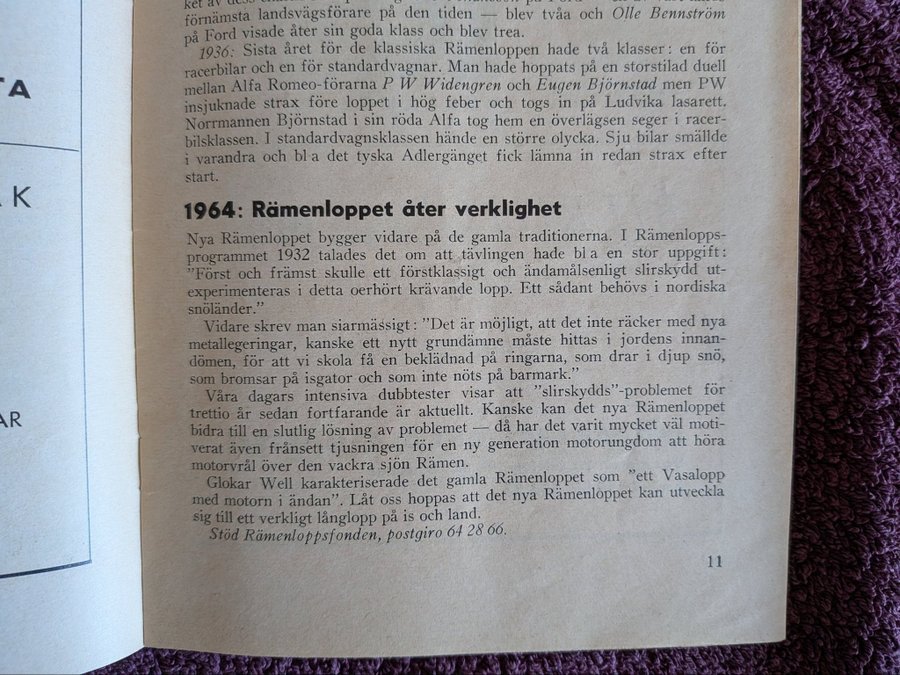 TA
K
AR
förnämsta landsvägsförare på den tiden — blev tvåa och Olle Bennström
på Ford visade åter sin goda klass och blev trea.
1936: Sista året för de klassiska Rämenloppen hade två klasser: en för
racerbilar och en för standardvagnar. Man hade hoppats på en storstilad duell
mellan Alfa Romeo-förarna P W Widengren och Eugen Björnstad men PW
insjuknade strax före loppet i hög feber och togs in på Ludvika lasarett.
Norrmannen Björnstad i sin röda Alfa tog hem en överlägsen seger i racer-
bilsklassen. I standardvagnsklassen hände en större olycka. Sju bilar smällde
i varandra och bl a det tyska Adlergänget fick lämna in redan strax efter
start.
1964: Rämenloppet åter verklighet
Nya Rämenloppet bygger vidare på de gamla traditionerna. I Rämenlopps-
programmet 1932 talades det om att tävlingen hade bl a en stor uppgift:
”Först och främst skulle ett förstklassigt och ändamålsenligt slirskydd ut-
experimenteras i detta oerhört krävande lopp. Ett sådant behövs i nordiska
snöländer.”
Vidare skrev man siarmässigt: ”Det är möjligt, att det inte räcker med nya
metallegeringar, kanske ett nytt grundämne måste hittas i jordens innan-
dömen, för att vi skola få en beklädnad på ringarna, som drar i djup snö,
som bromsar på isgator och som inte nöts på barmark.”
Våra dagars intensiva dubbtester visar att ”slirskydds”-problemet för
trettio år sedan fortfarande är aktuellt. Kanske kan det nya Rämenloppet
bidra till en slutlig lösning av problemet — då har det varit mycket väl moti-
verat även frånsett tjusningen för en ny generation motorungdom att höra
motorvrål över den vackra sjön Rämen.
Glokar Well karakteriserade det gamla Rämenloppet som ”ett Vasalopp
med motorn i ändan”. Låt oss hoppas att det nya Rämenloppet kan utveckla
sig till ett verkligt långlopp på is och land.
Stöd Rämenloppsfonden, postgiro 64 28 66.
11